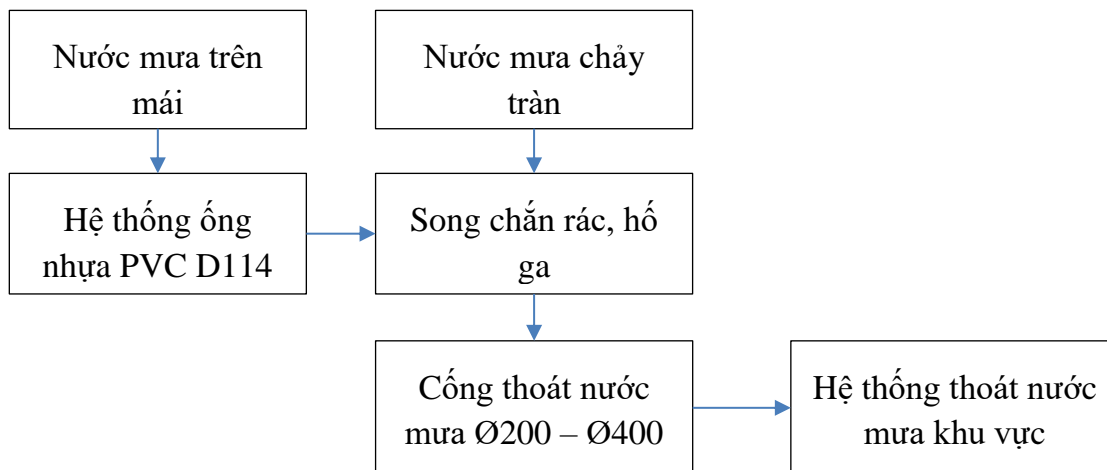 Nước mưa trên
mái
Nước mưa chảy
tràn
Hệ thống ống
nhựa PVC D114
Song chắn rác, hố
ga
Cống thoát nước
mưa Ø200 – Ø400
Hệ thống thoát nước
mưa khu vực